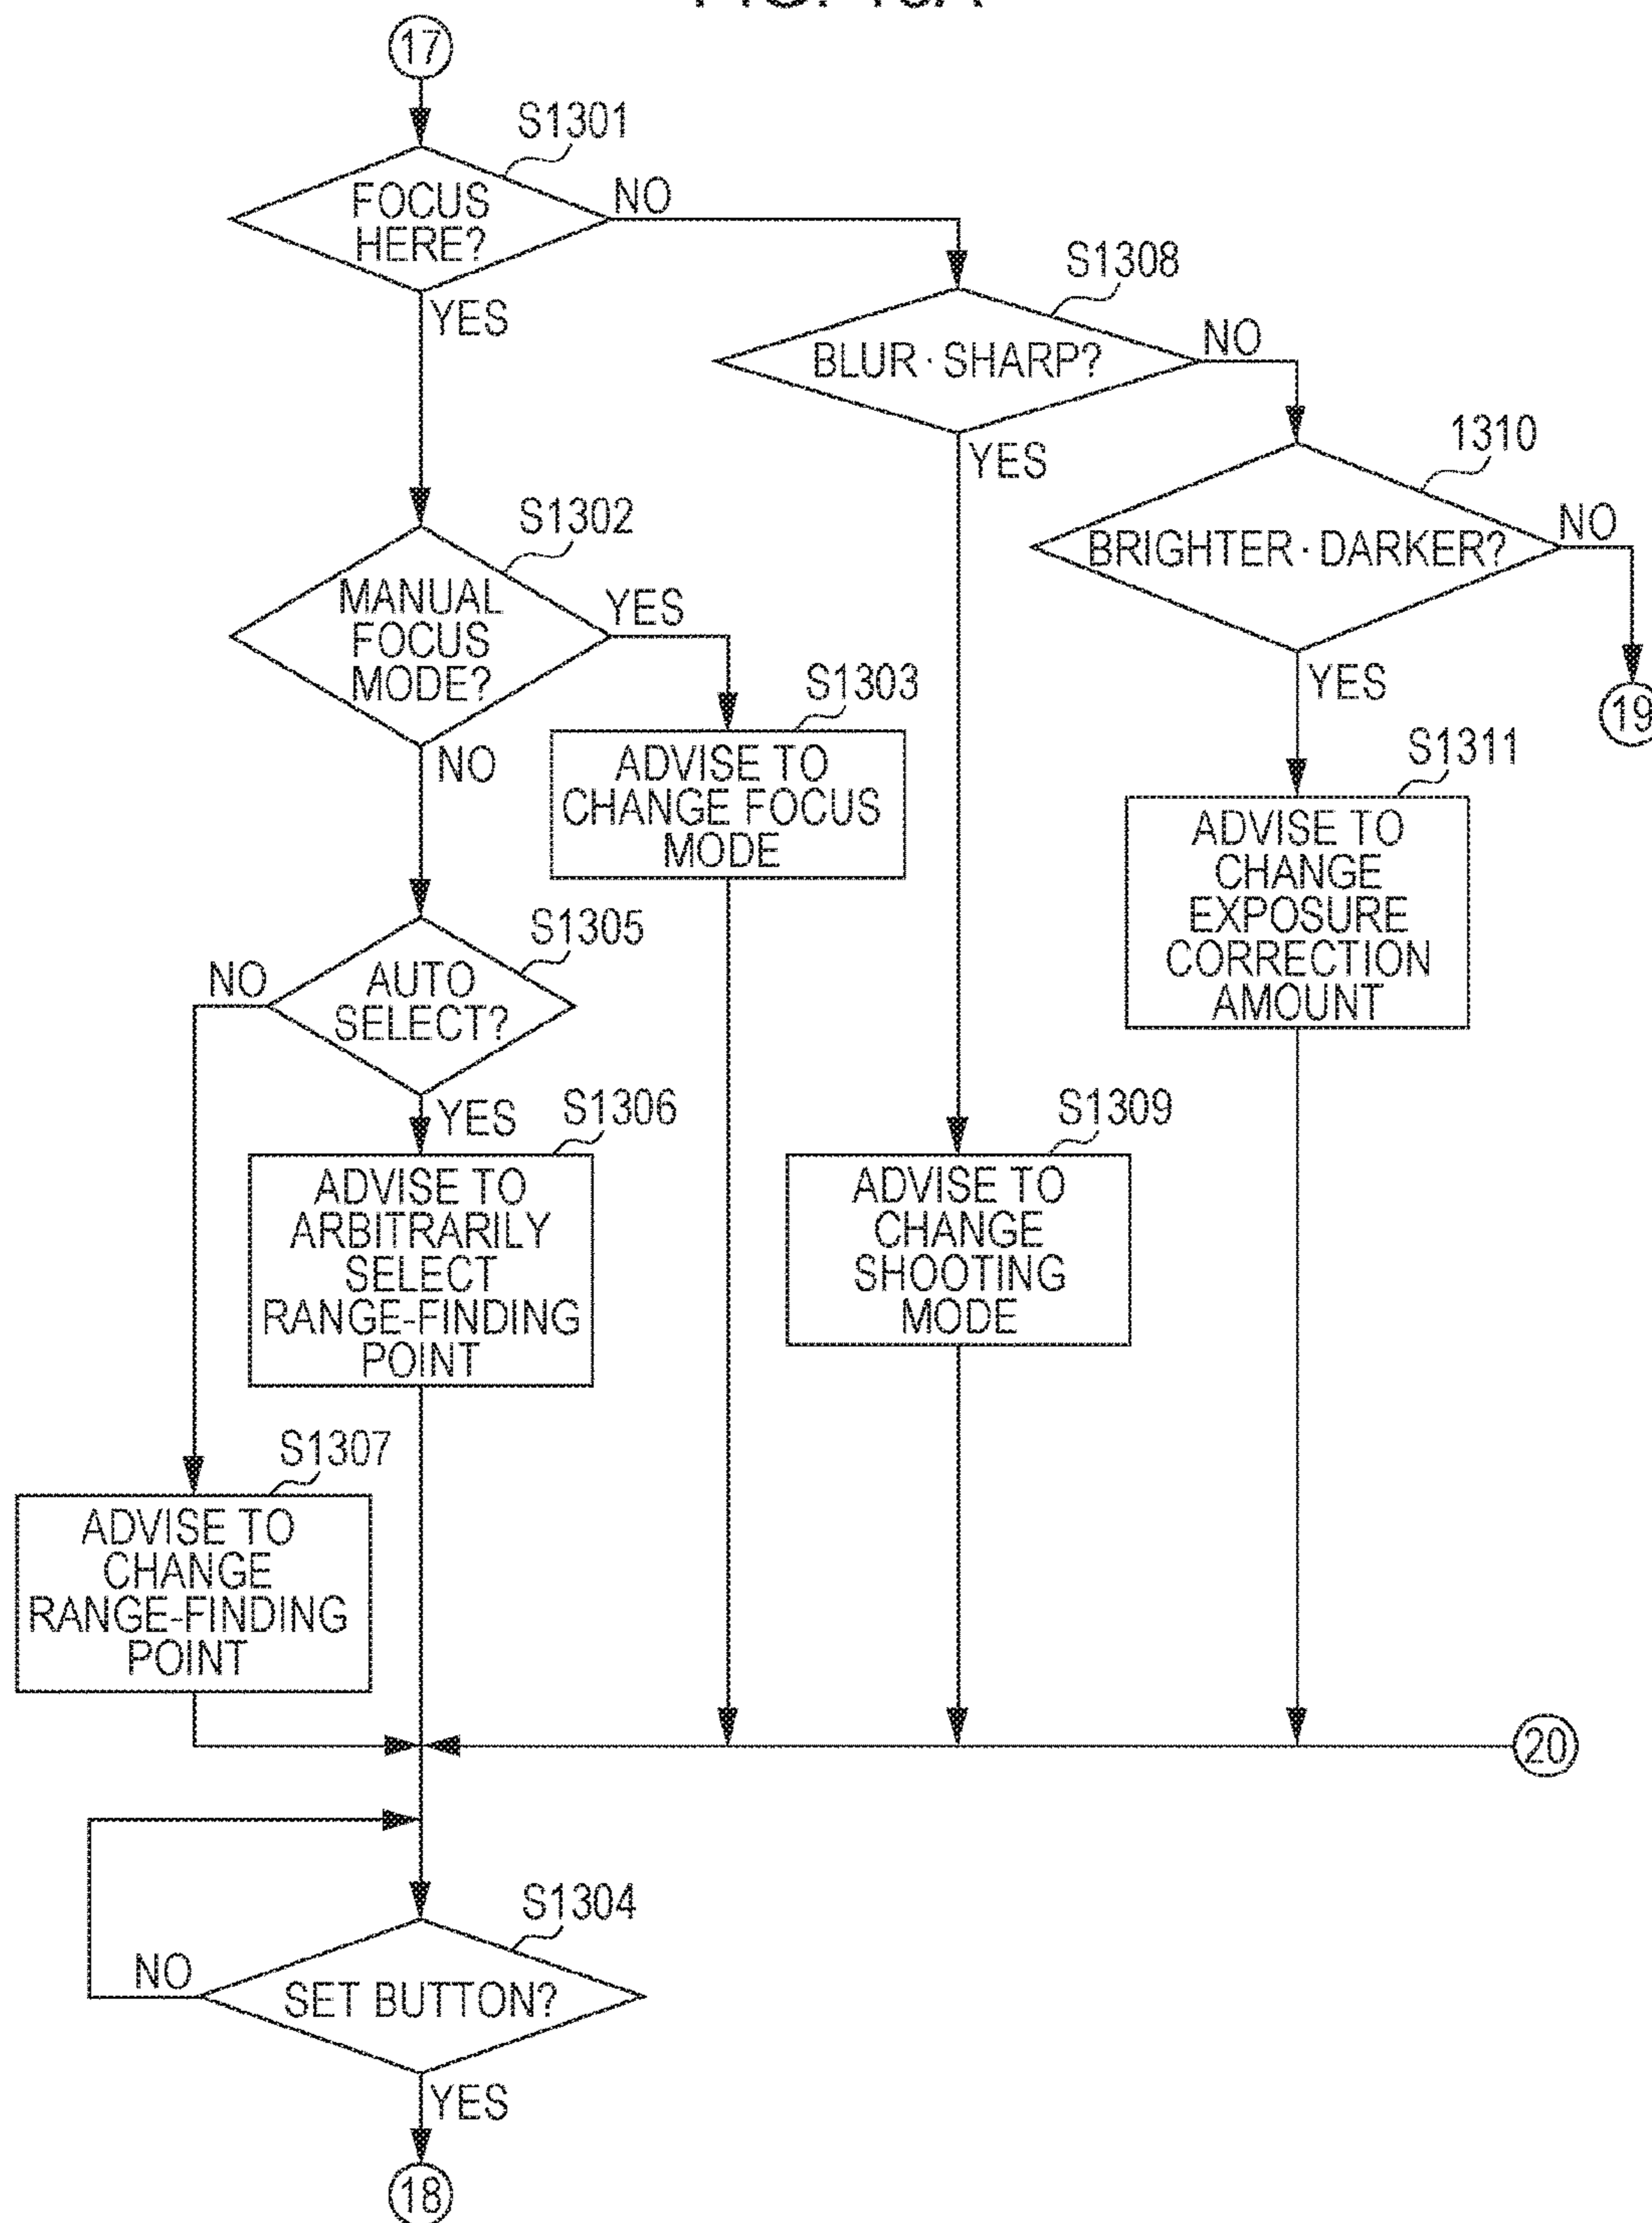 17
S1301
FOCUS
HERE?
NO
YES
S1308
BLUR · SHARP?
NO
YES
1310
BRIGHTER · DARKER?
NO
YES
19
S1302
MANUAL
FOCUS
MODE?
YES
NO
S1303
ADVISE TO
CHANGE FOCUS
MODE
S1311
ADVISE TO
CHANGE
EXPOSURE
CORRECTION
AMOUNT
S1305
AUTO
SELECT?
NO
YES
S1306
ADVISE TO
ARBITRARILY
SELECT
RANGE-FINDING
POINT
S1309
ADVISE TO
CHANGE
SHOOTING
MODE
S1307
ADVISE TO
CHANGE
RANGE-FINDING
POINT
20
S1304
SET BUTTON?
NO
YES
18